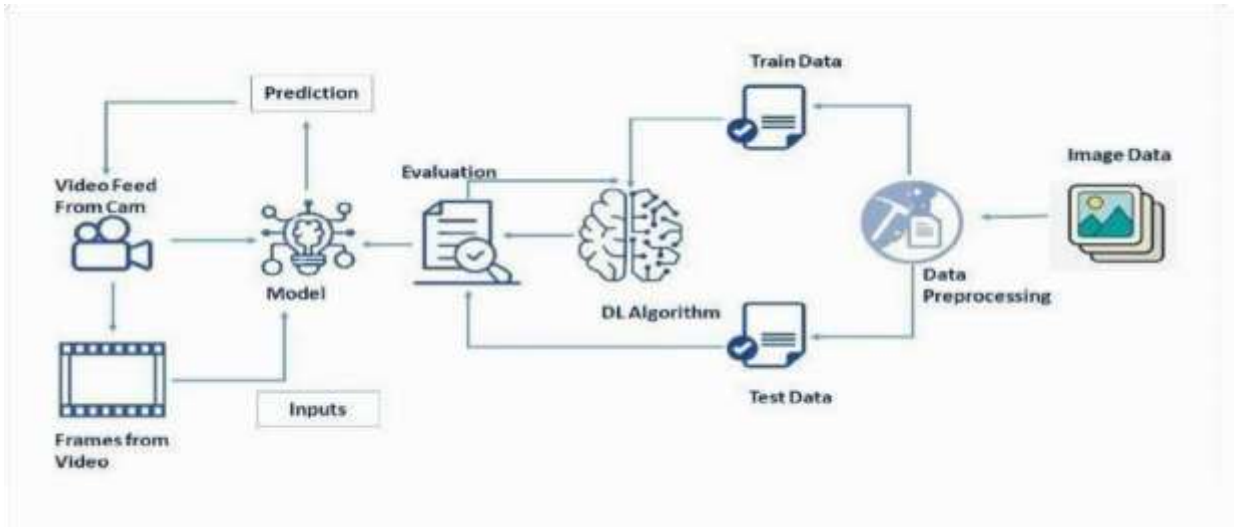 Train Data
Prediction
Image Data
Evaluation
Video Feed
From Cam
Data
Preprocessing
Model
DL Algorithm
Test Data
Inputs
Frames from
Video